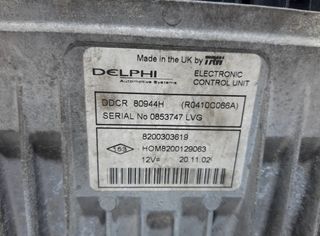 Made in the UK by TRW
DELPHI
Automotive Systems
ELECTRONIC
CONTROL UNIT
DDCR 80944H (R0410C066A)
SERIAL No 0853747 LVG
8200303619
163 HOM8200129063
12V= 20.11.02